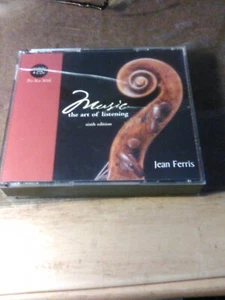 Music
the art of listening
sixth edition
Jean Ferris